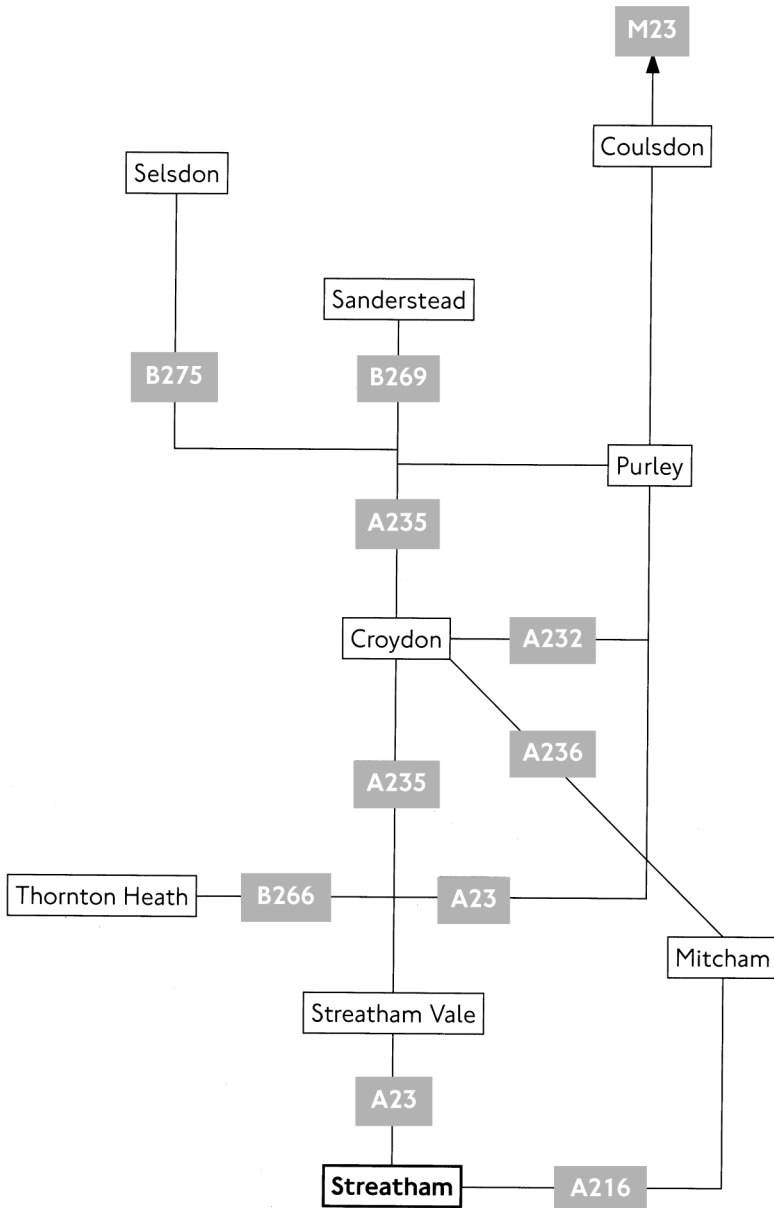 M23
Coulsdon
Selsdon
Sanderstead
B275
B269
Purley
A235
Croydon
A232
A236
A235
Thornton Heath
B266
A23
Mitcham
Streatham Vale
A23
Streatham
A216